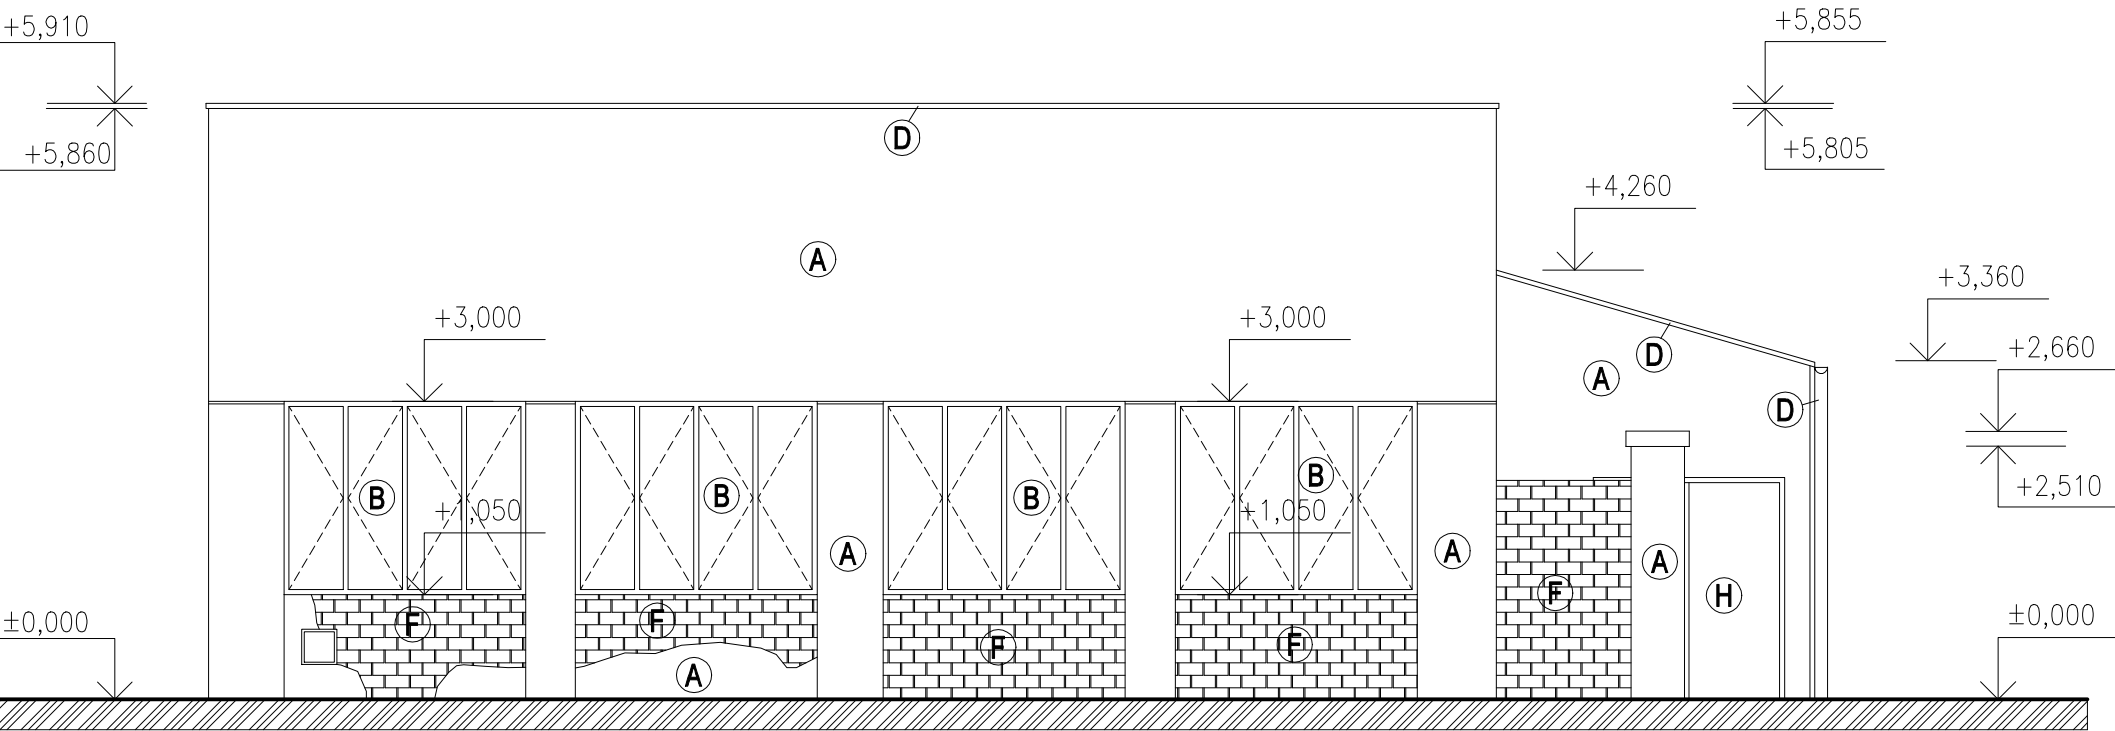 +5,910
+5,855
+5,860
D
+5,805
+4,260
A
+3,360
+3,000
+3,000
+2,660
D
A
D
B
B
B
B
+2,510
+1,050
+1,050
A
A
A
F
H
F
F
F
F
A
±0,000
±0,000